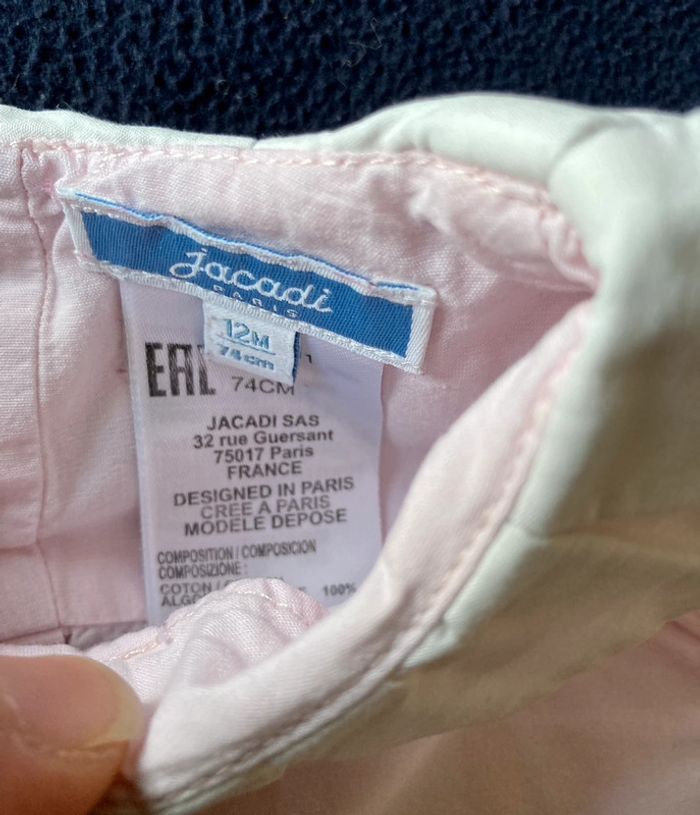 jacadi
PARIS
12M
74cm
EAC 1
74CM
JACADI SAS
32 rue Guersant
75017 Paris
FRANCE
DESIGNED IN PARIS
CREE A PARIS
MODELE DEPOSE
COMPOSITION / COMPOSICION
COMPOSIZIONE :
COTON / 100%